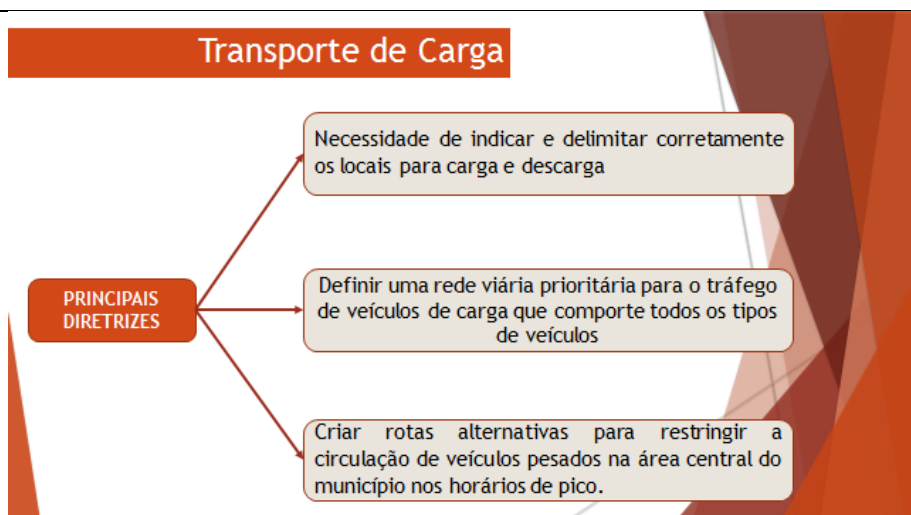 Transporte de Carga
Necessidade de indicar e delimitar corretamente
os locais para carga e descarga
PRINCIPAIS
DIRETRIZES
Definir uma rede viária prioritária para o tráfego
de veículos de carga que comporte todos os tipos
de veículos
Criar rotas alternativas para restringir a
circulação de veículos pesados na área central do
município nos horários de pico.